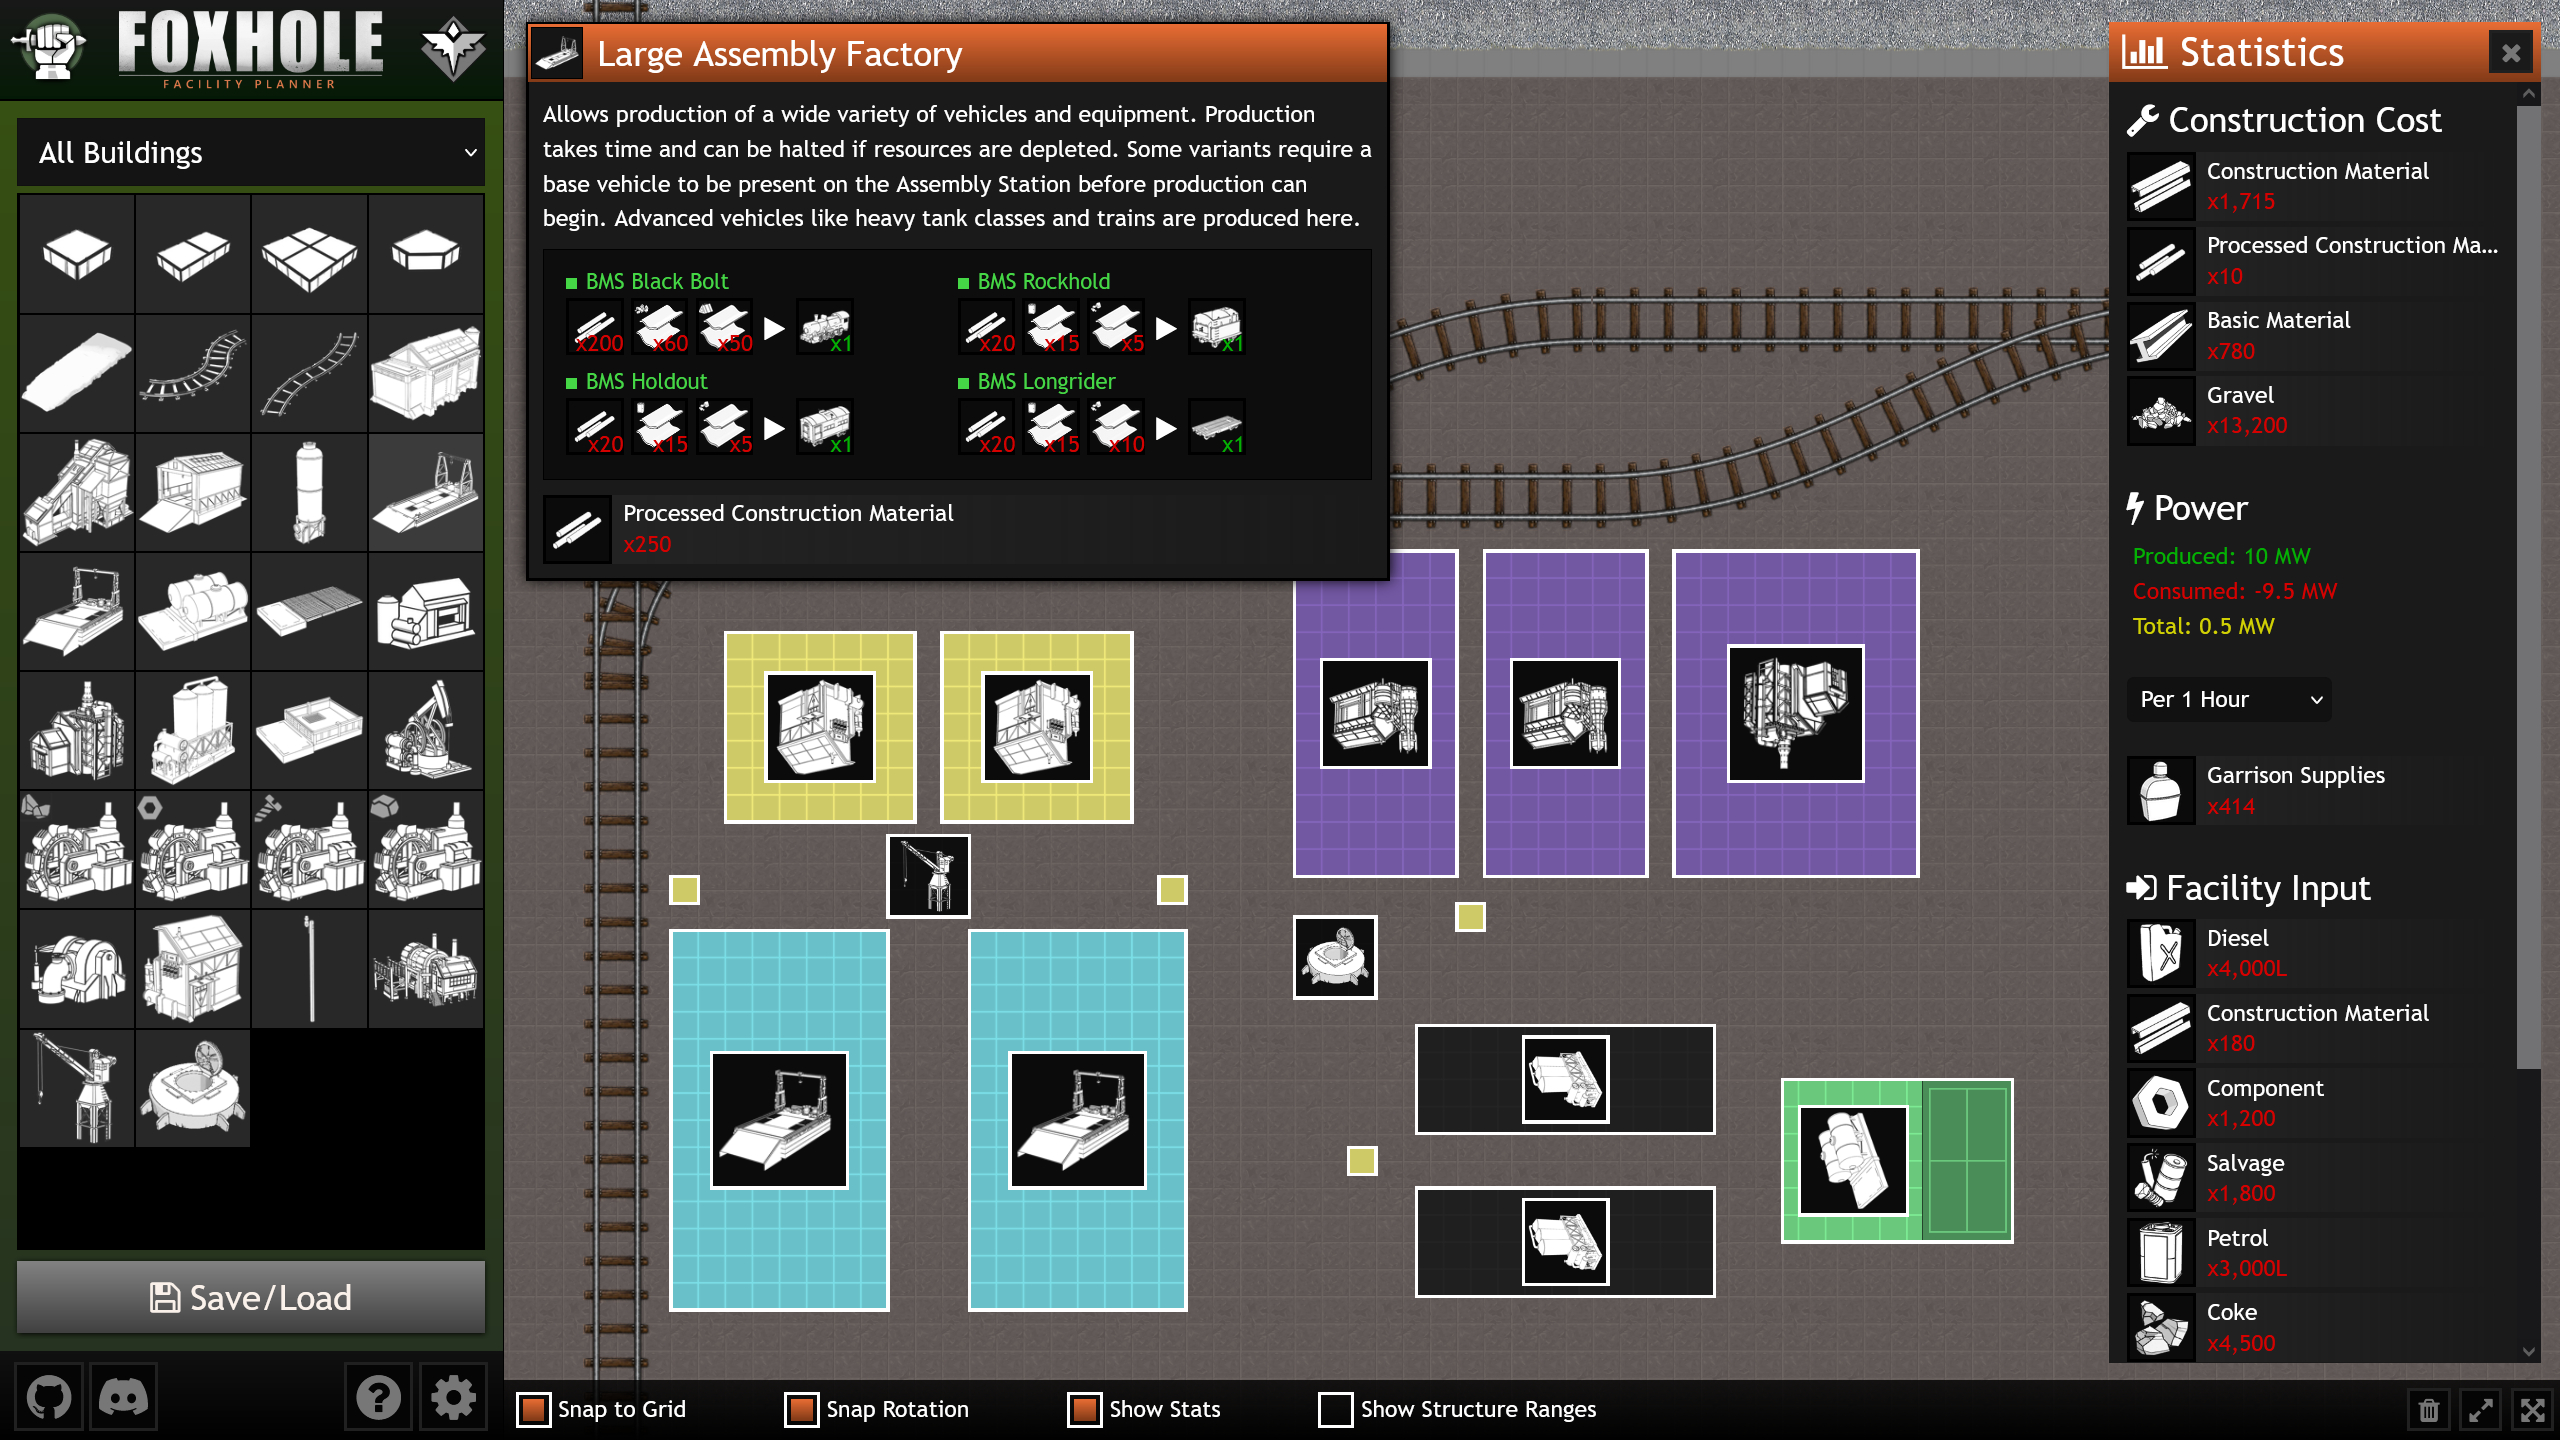 FOXHOLE
FACILITY PLANNER
All Buildings
Save/Load
Large Assembly Factory
Allows production of a wide variety of vehicles and equipment. Production
takes time and can be halted if resources are depleted. Some variants require a
base vehicle to be present on the Assembly Station before production can
begin. Advanced vehicles like heavy tank classes and trains are produced here.
BMS Black Bolt
x200 x60 x50 x1
BMS Rockhold
x20 x15 x5 x1
BMS Holdout
x20 x15 x5 x1
BMS Longrider
x20 x15 x10 x1
Processed Construction Material
x250
Statistics
Construction Cost
Construction Material
x1,715
Processed Construction Ma...
x10
Basic Material
x780
Gravel
x13,200
Power
Produced: 10 MW
Consumed: -9.5 MW
Total: 0.5 MW
Per 1 Hour
Garrison Supplies
x414
Facility Input
Diesel
x4,000L
Construction Material
x180
Component
x1,200
Salvage
x1,800
Petrol
x3,000L
Coke
x4,500
Snap to Grid
Snap Rotation
Show Stats
Show Structure Ranges